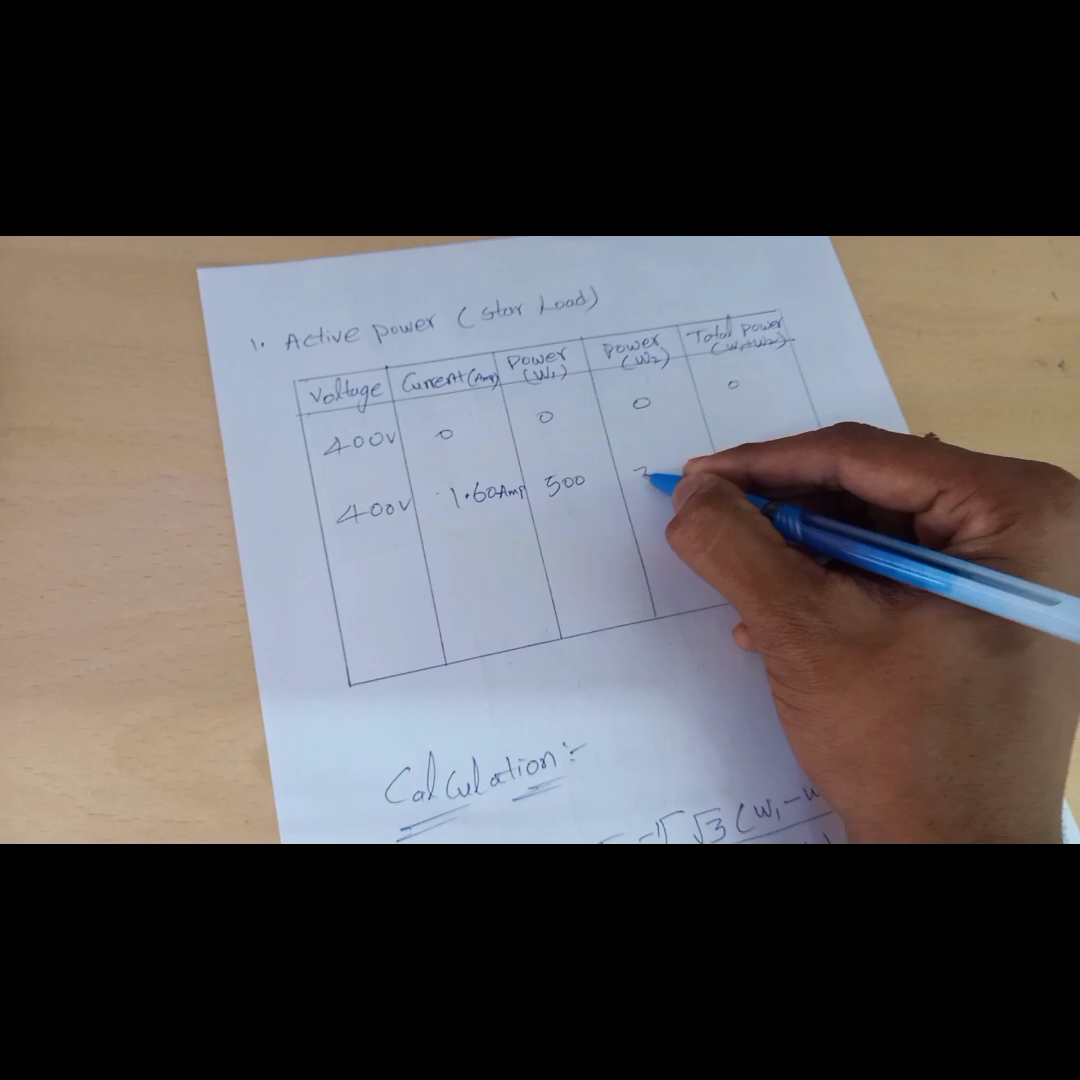 1. Active power (Star Load)
Voltage Current(Amp) Power (W1) Power (W2) Total Power (W1+W2)
400v 0 0 0 0
400v 1.60Amp 500
Calculation:-
√3 (W1-W